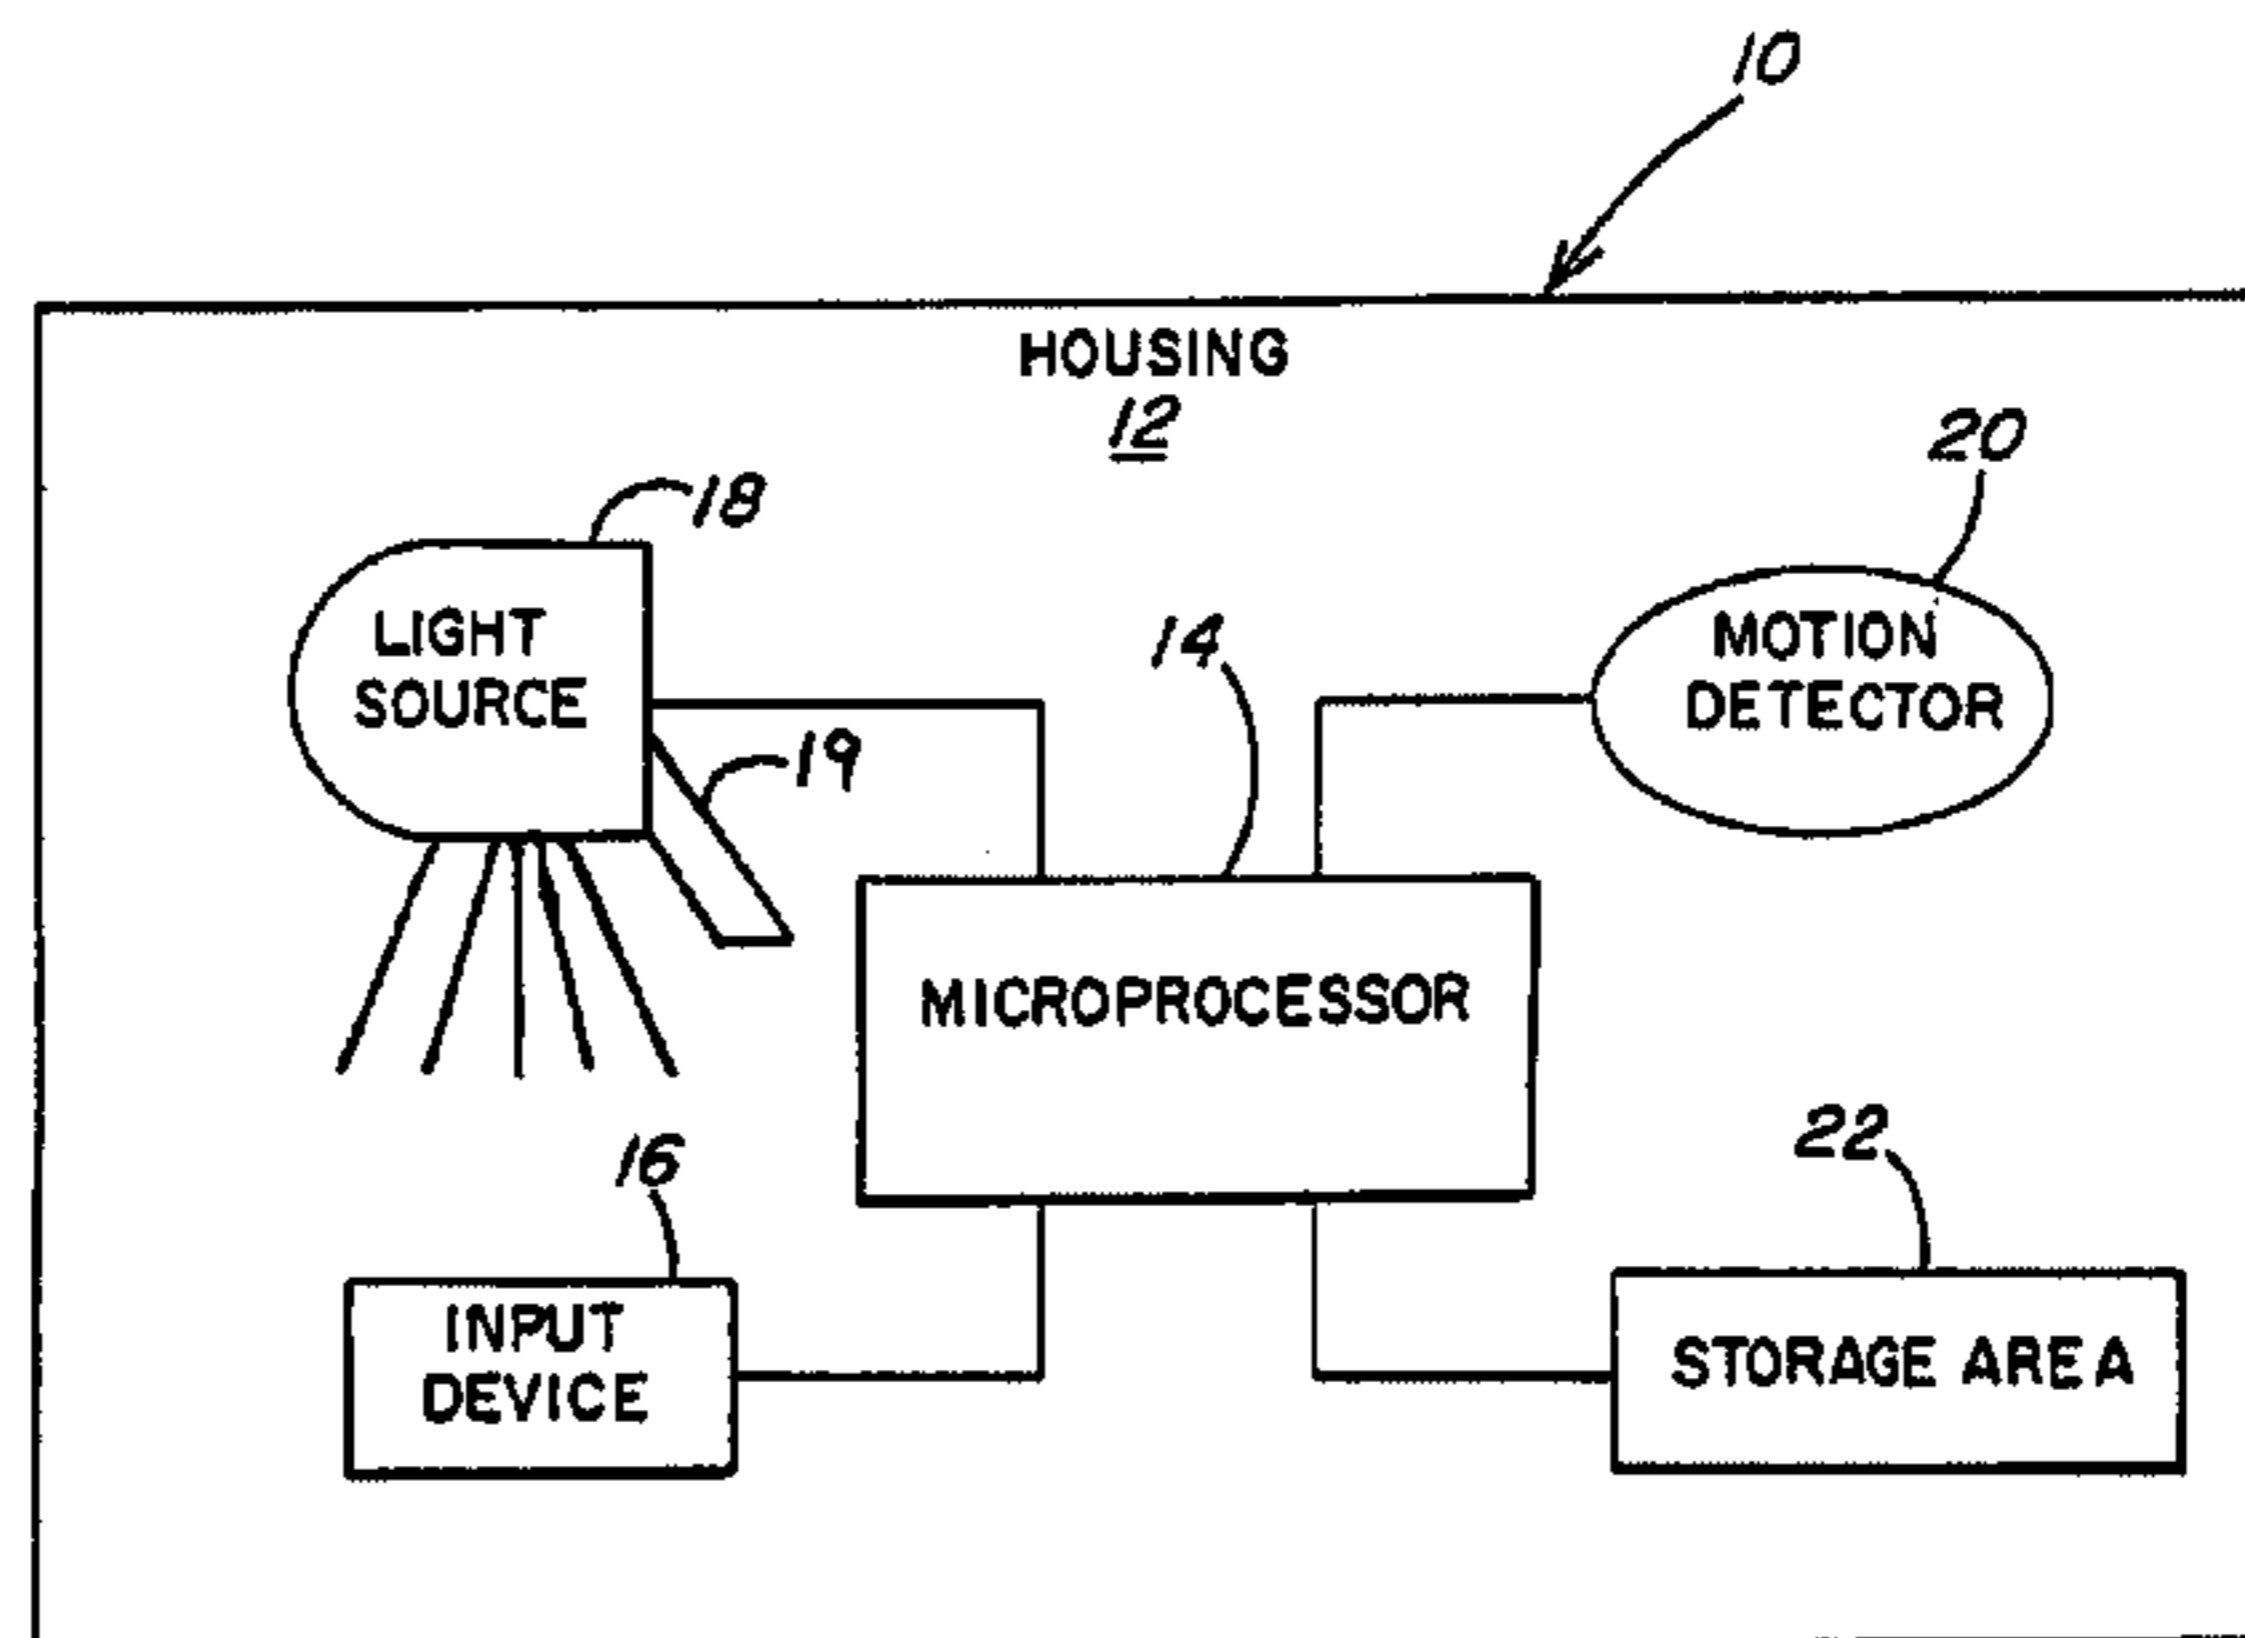 10
HOUSING
12
20
18
LIGHT
SOURCE
14
MOTION
DETECTOR
19
MICROPROCESSOR
16
22
INPUT
DEVICE
STORAGE AREA